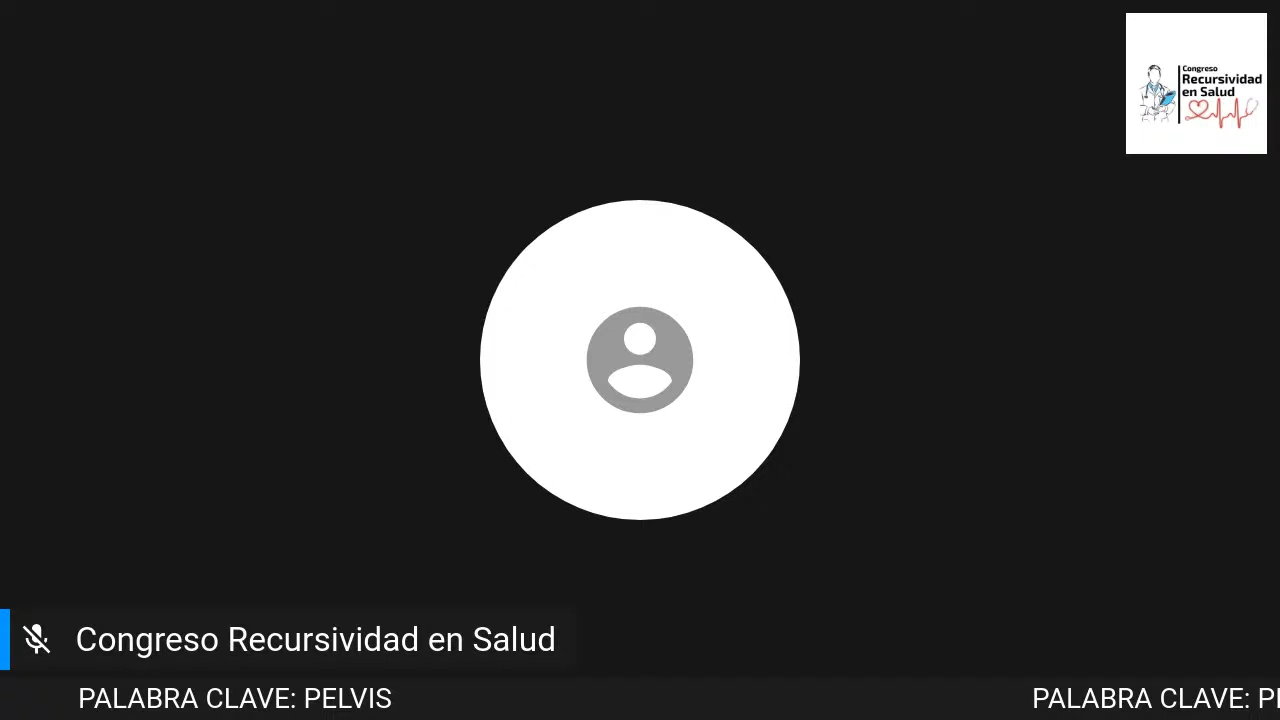 Congreso
Recursividad
en Salud
Congreso Recursividad en Salud
PALABRA CLAVE: PELVIS
PALABRA CLAVE: